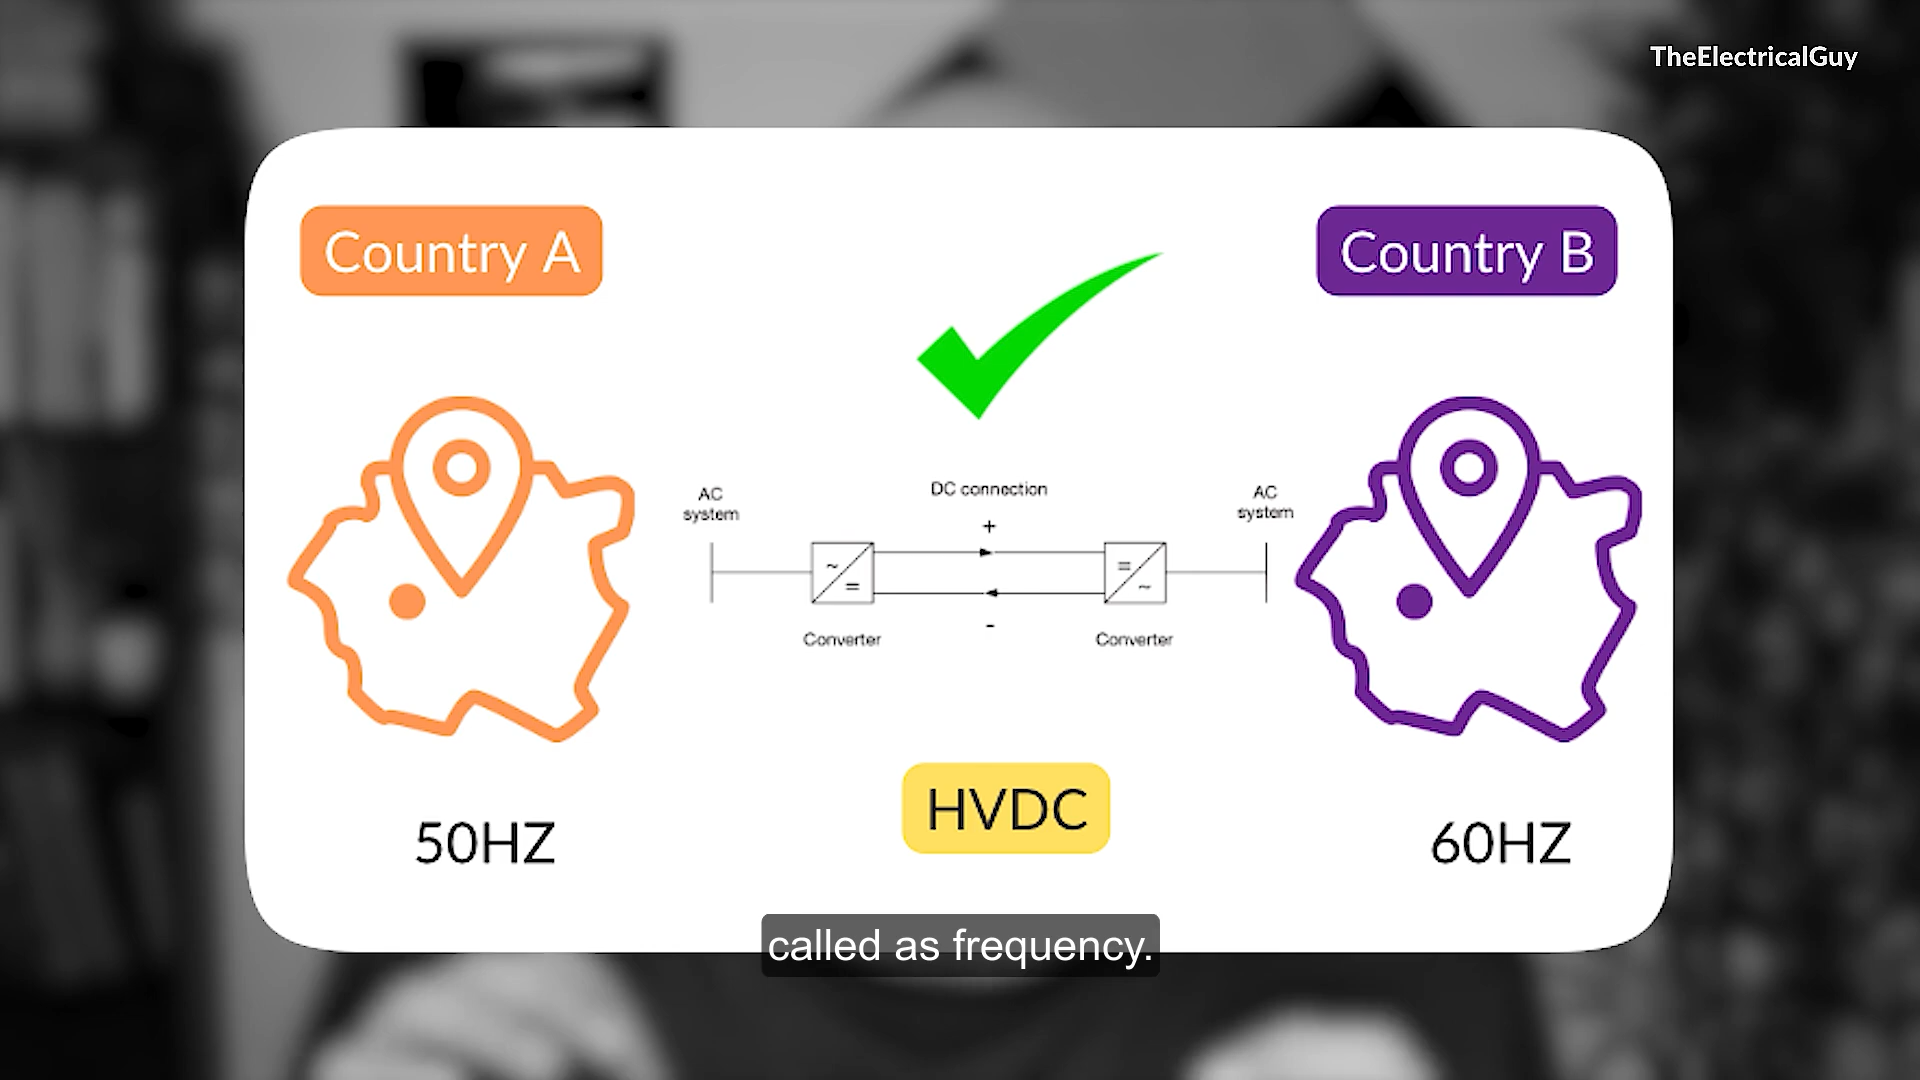 TheElectricalGuy
Country A
Country B
AC
system
DC connection
+
AC
system
~
=
=
~
-
Converter
Converter
HVDC
50HZ
60HZ
called as frequency.